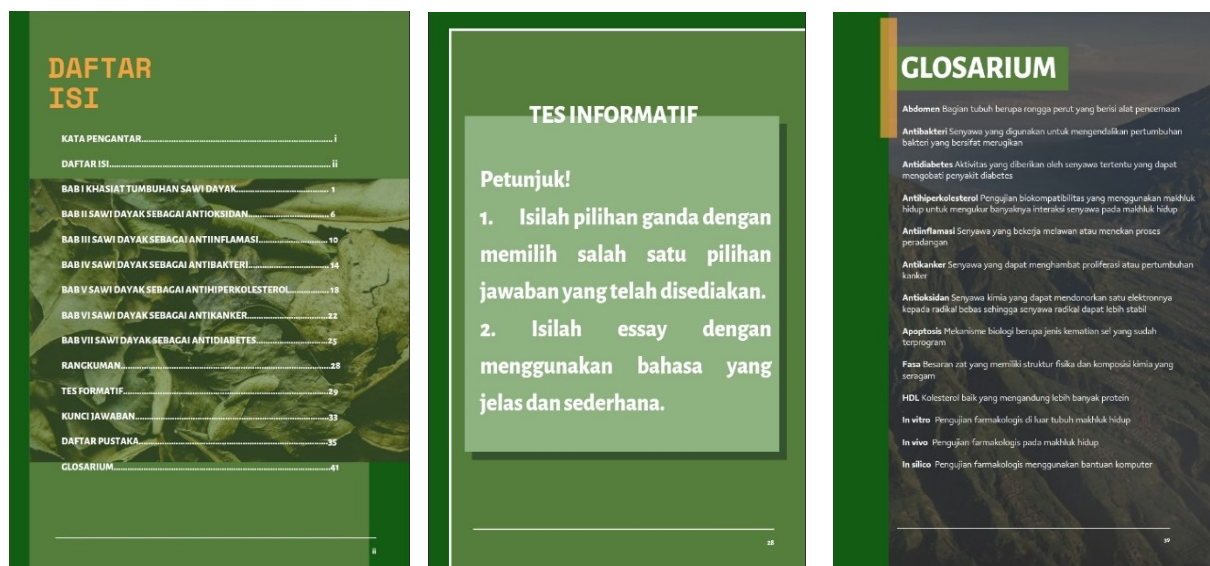 DAFTAR
ISI
KATA PENGANTAR.......................................................... i
DAFTAR ISI.................................................................... ii
BAB I KHASIAT TUMBUHAN SAWI DAYAK............................ 1
BAB II SAWI DAYAK SEBAGAI ANTIOKSIDAN........................ 6
BAB III SAWI DAYAK SEBAGAI ANTIINFLAMASI..................... 10
BAB IV SAWI DAYAK SEBAGAI ANTIBAKTERI........................ 14
BAB V SAWI DAYAK SEBAGAI ANTIHIPERKOLESTEROL............ 18
BAB VI SAWI DAYAK SEBAGAI ANTIKANKER......................... 22
BAB VII SAWI DAYAK SEBAGAI ANTIDIABETES...................... 25
RANGKUMAN................................................................28
TES FORMATIF...............................................................29
KUNCI JAWABAN............................................................33
DAFTAR PUSTAKA...........................................................35
GLOSARIUM...................................................................41
ii
TES INFORMATIF
Petunjuk!
1. Isilah pilihan ganda dengan
memilih salah satu pilihan
jawaban yang telah disediakan.
2. Isilah essay dengan
menggunakan bahasa yang
jelas dan sederhana.
28
GLOSARIUM
Abdomen Bagian tubuh berupa rongga perut yang berisi alat pencernaan
Antibakteri Senyawa yang digunakan untuk mengendalikan pertumbuhan
bakteri yang bersifat merugikan
Antidiabetes Aktivitas yang diberikan oleh senyawa tertentu yang dapat
mengobati penyakit diabetes
Antihiperkolesterol Pengujian biokompatibilitas yang menggunakan makhluk
hidup untuk mengukur banyaknya interaksi senyawa pada makhluk hidup
Antiinflamasi Senyawa yang bekerja melawan atau menekan proses
peradangan
Antikanker Senyawa yang dapat menghambat proliferasi atau pertumbuhan
kanker
Antioksidan Senyawa kimia yang dapat mendonorkan satu elektronnya
kepada radikal bebas sehingga senyawa radikal dapat lebih stabil
Apoptosis Mekanisme biologi berupa jenis kematian sel yang sudah
terprogram
Fasa Besaran zat yang memiliki struktur fisika dan komposisi kimia yang
seragam
HDL Kolesterol baik yang mengandung lebih banyak protein
In vitro Pengujian farmakologis di luar tubuh makhluk hidup
In vivo Pengujian farmakologis pada makhluk hidup
In silico Pengujian farmakologis menggunakan bantuan komputer
39